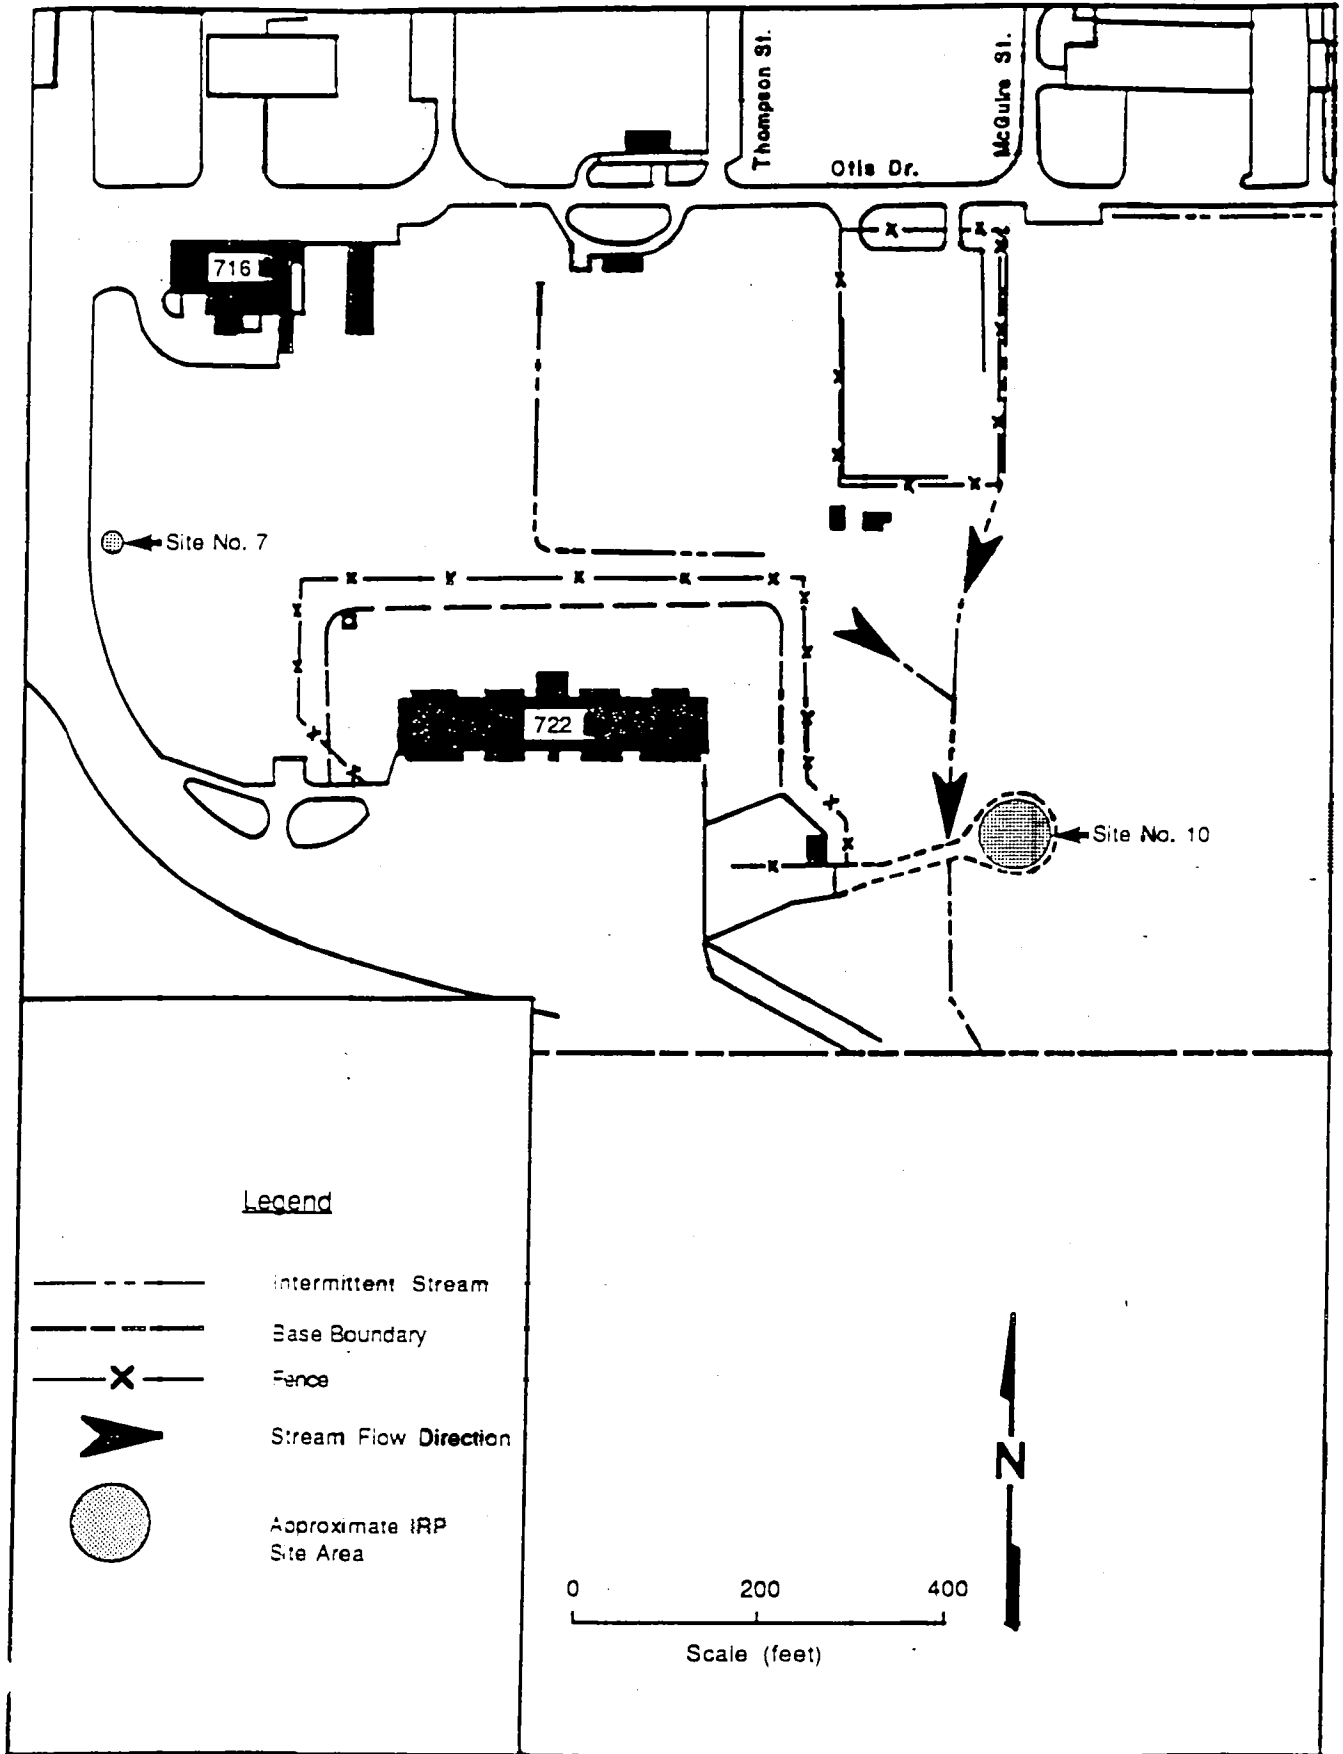 Thompson St.
McGuire St.
Otis Dr.
716
Site No. 7
722
Site No. 10
Legend
Intermittent Stream
Base Boundary
Fence
Stream Flow Direction
Approximate IRP
Site Area
N
0 200 400
Scale (feet)